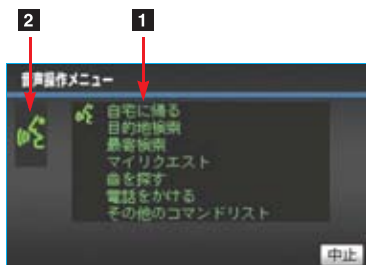 2 1
音声操作メニュー
自宅に帰る
目的地検索
最寄検索
マイリクエスト
曲を探す
電話をかける
その他のコマンドリスト
中止